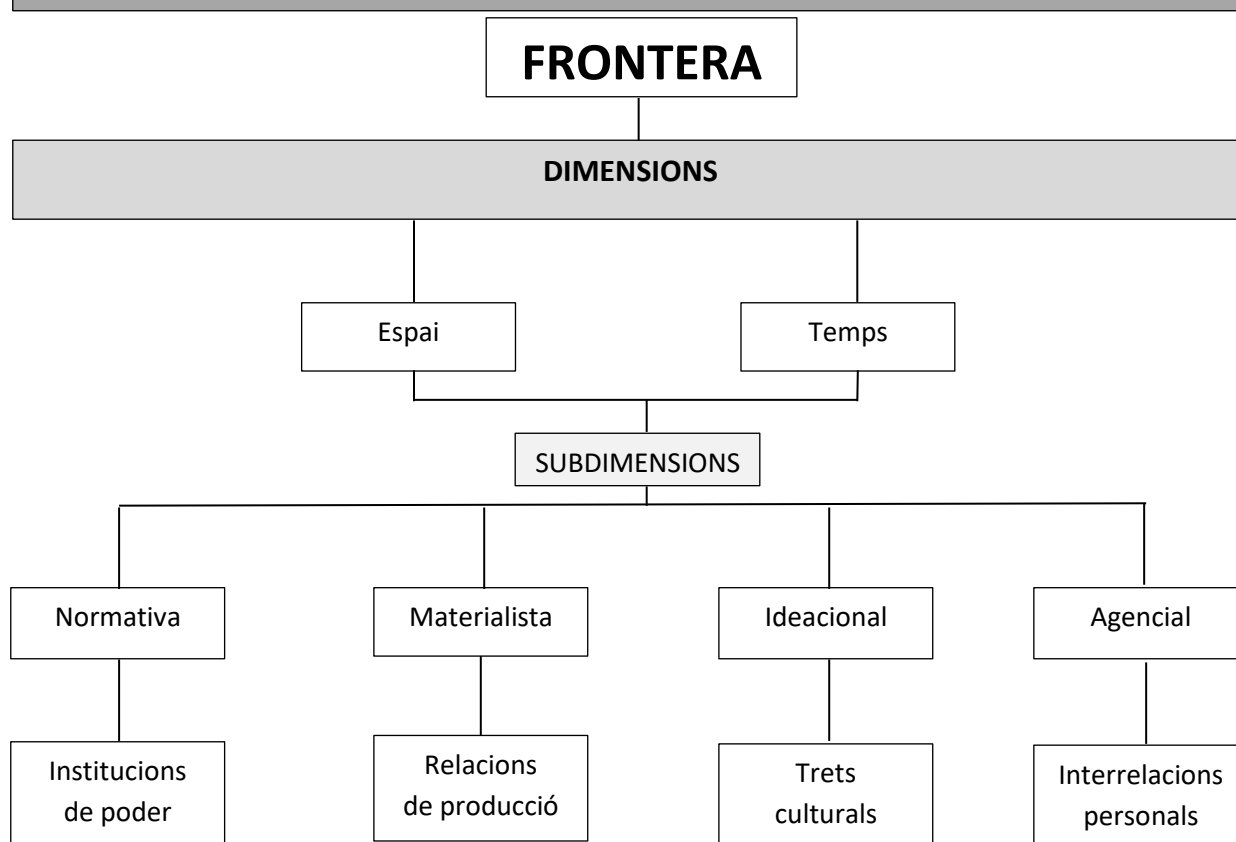 FRONTERA
DIMENSIONS
Espai
Temps
SUBDIMENSIONS
Normativa
Materialista
Ideacional
Agencial
Institucions
de poder
Relacions
de producció
Trets
culturals
Interrelacions
personals